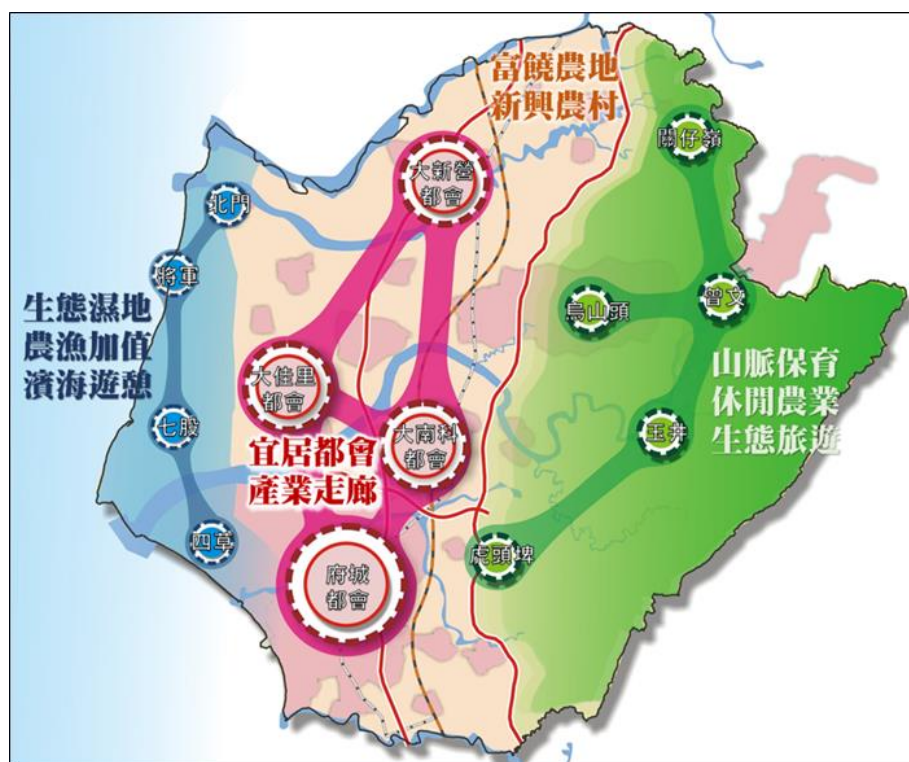 富饒農地
新興農村
關仔嶺
大新營
都會
北門
將軍
生態濕地
農漁加值
濱海遊憩
烏山頭
曾文
大佳里
都會
山脈保育
休閒農業
生態旅遊
七股
大南科
都會
玉井
宜居都會
產業走廊
四草
虎頭埤
府城
都會